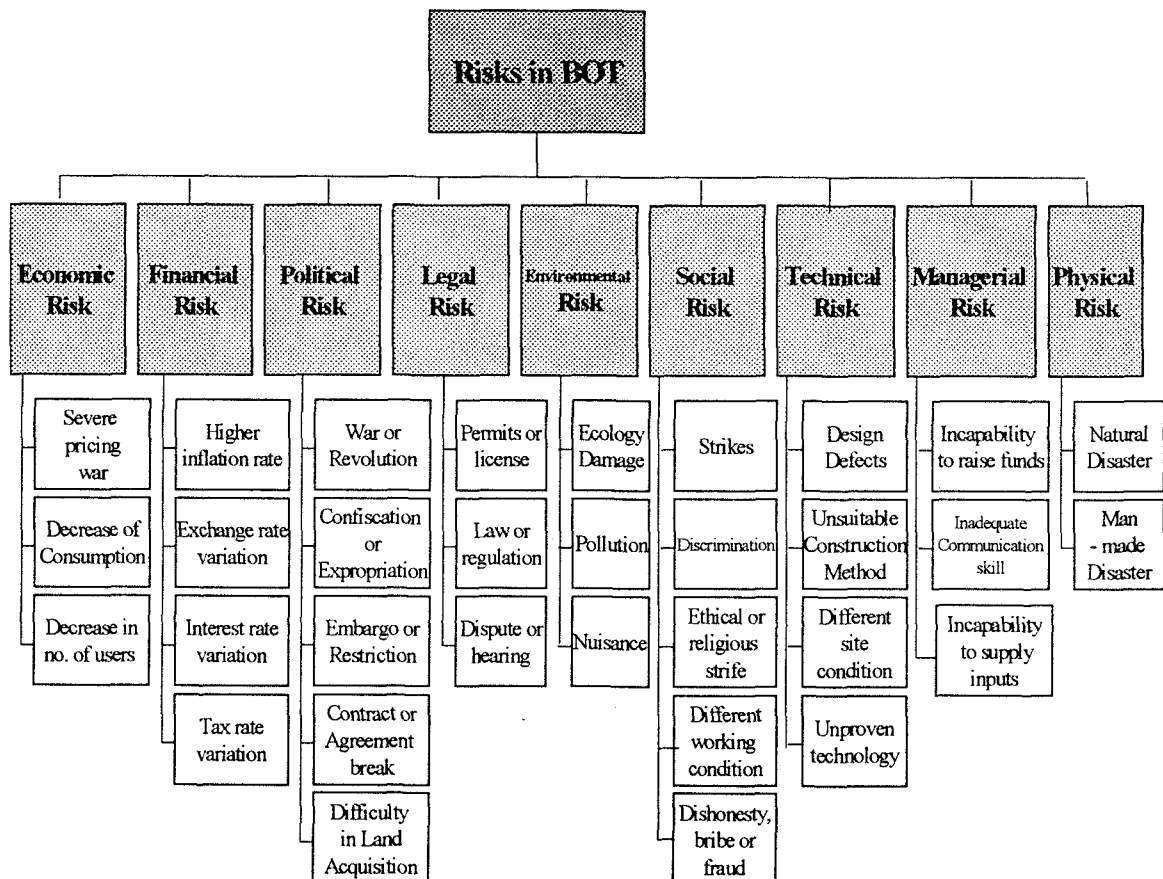 Risks in BOT
Economic
Risk
Financial
Risk
Political
Risk
Legal
Risk
Environmental
Risk
Social
Risk
Technical
Risk
Managerial
Risk
Physical
Risk
Severe
pricing
war
Decrease of
Consumption
Decrease in
no. of users
Higher
inflation rate
Exchange rate
variation
Interest rate
variation
Tax rate
variation
War or
Revolution
Confiscation
or
Expropriation
Embargo or
Restriction
Contract or
Agreement
break
Difficulty
in Land
Acquisition
Permits or
license
Law or
regulation
Dispute or
hearing
Ecology
Damage
Pollution
Nuisance
Strikes
Discrimination
Ethical or
religious
strife
Different
working
condition
Dishonesty,
bribe or
fraud
Design
Defects
Unsuitable
Construction
Method
Different
site
condition
Unproven
technology
Incapability
to raise funds
Inadequate
Communication
skill
Incapability
to supply
inputs
Natural
Disaster
Man
- made
Disaster